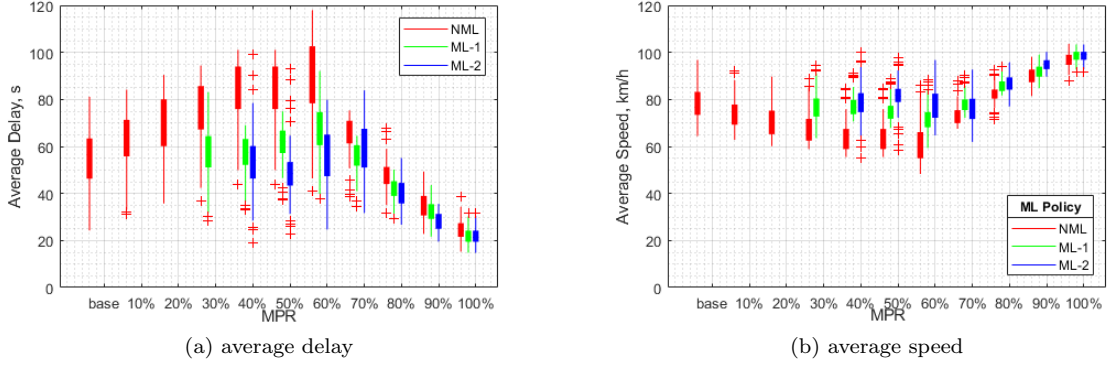 120
100
80
60
40
20
0
Average Delay, s
NML
ML-1
ML-2
base 10% 20% 30% 40% 50% 60% 70% 80% 90% 100%
MPR
(a) average delay
120
100
80
60
40
20
0
Average Speed, km/h
ML Policy
NML
ML-1
ML-2
base 10% 20% 30% 40% 50% 60% 70% 80% 90% 100%
MPR
(b) average speed